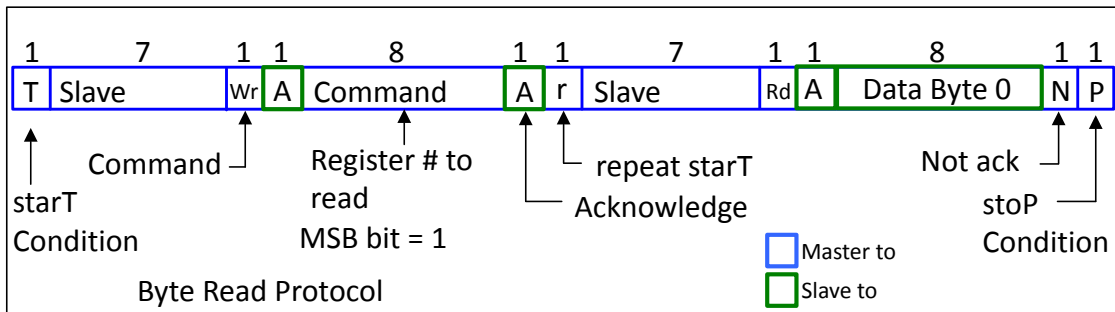 1 7 1 1 8 1 1 7 1 1 8 1 1
T Slave Wr A Command A r Slave Rd A Data Byte 0 N P
Command
Register # to
read
MSB bit = 1
repeat starT
Acknowledge
Not ack
starT
Condition
stoP
Condition
Master to
Slave to
Byte Read Protocol